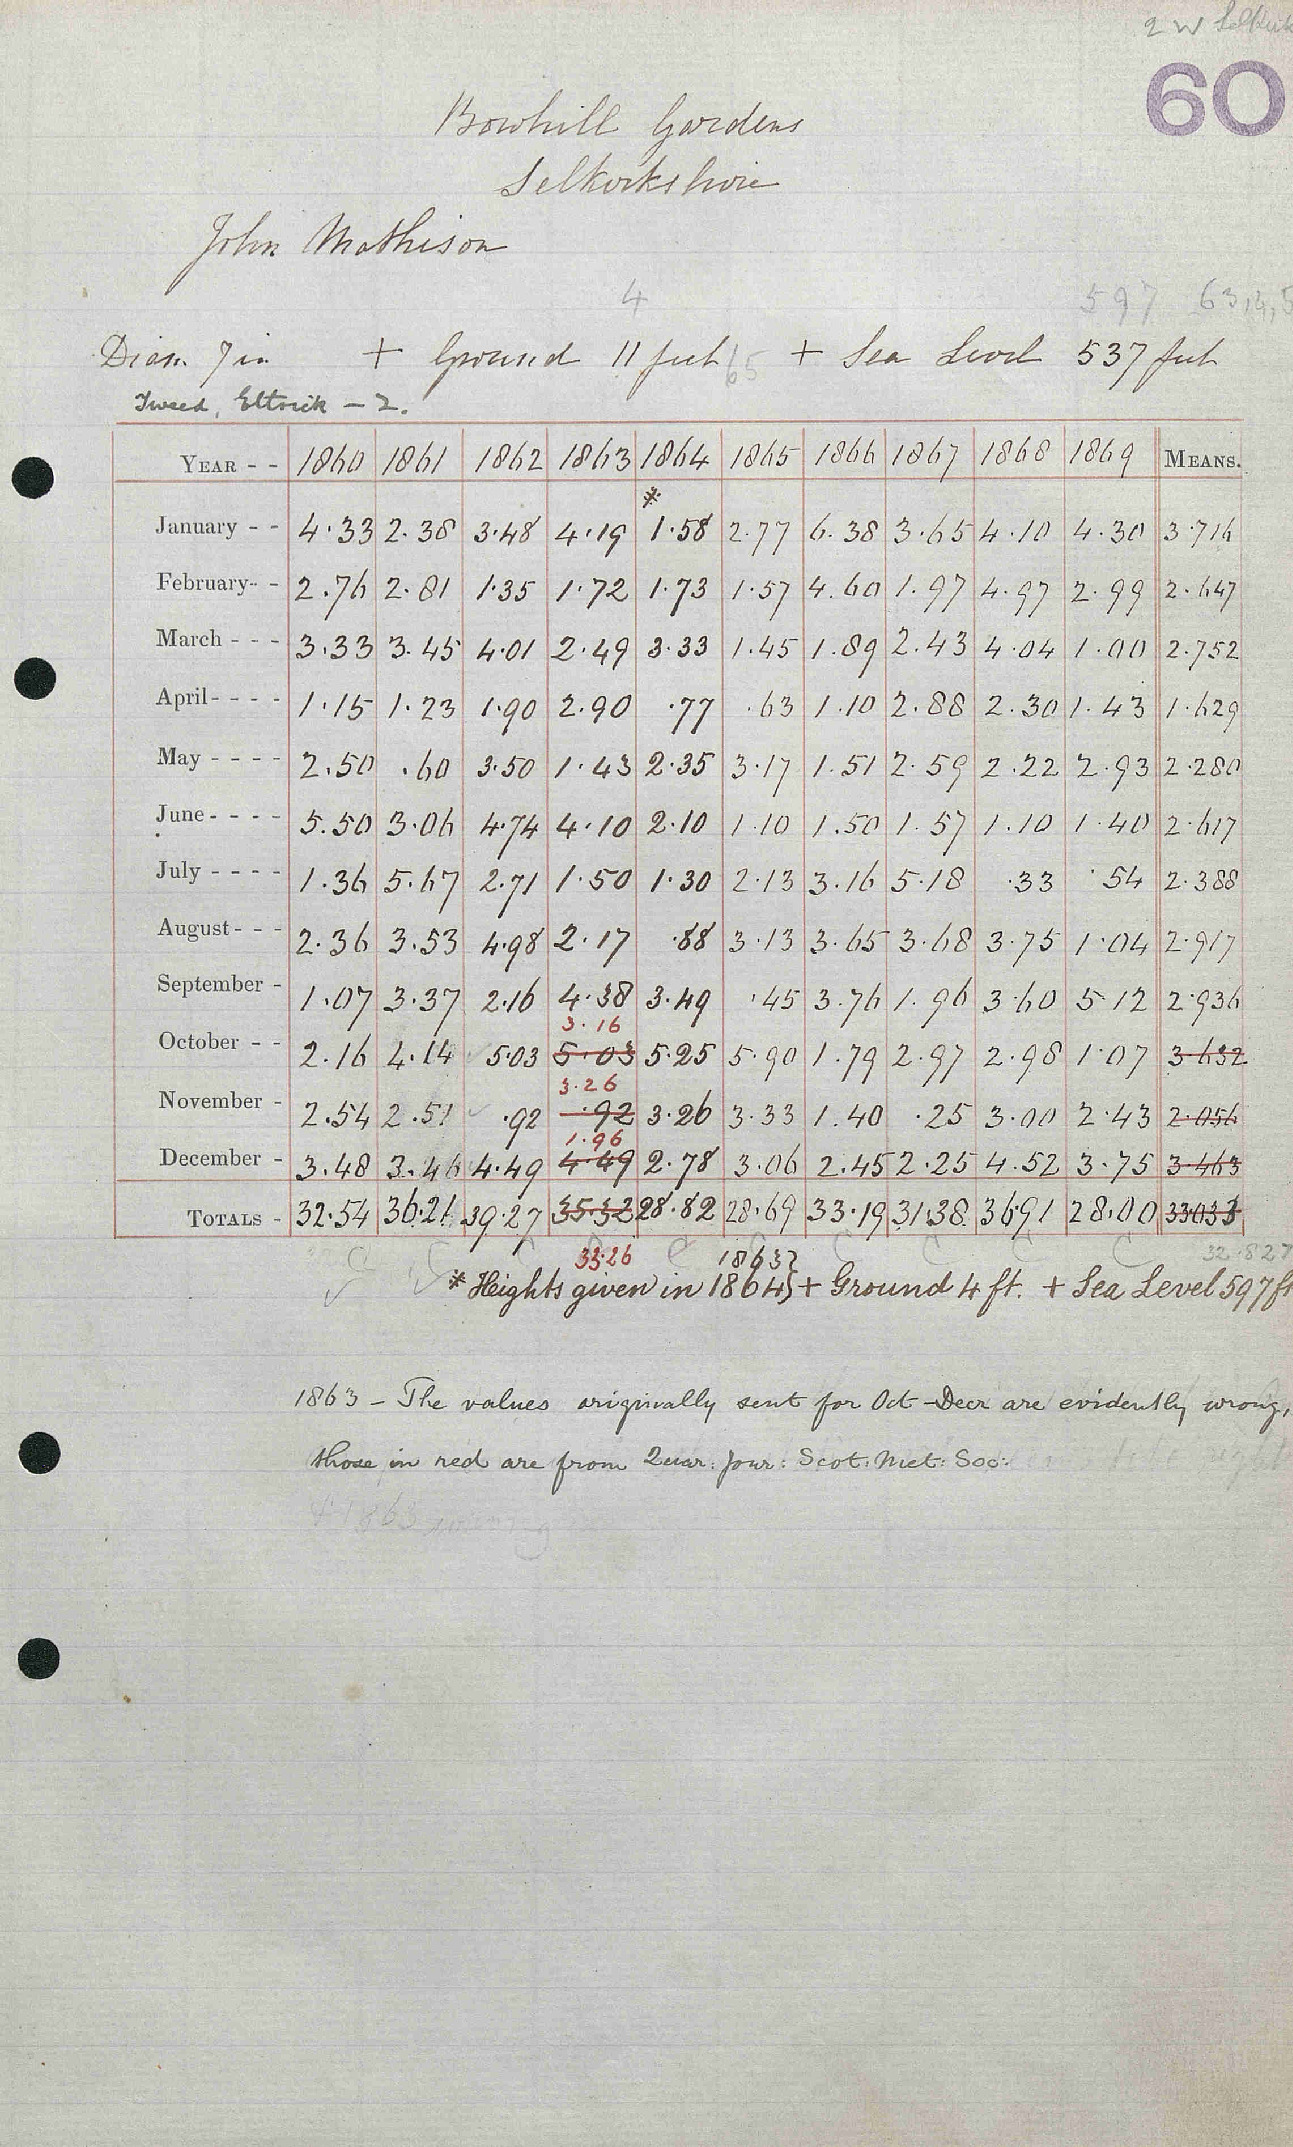 2 W Selkirk
60
Bowhill Gardens
Selkirkshire
John Mathison
4 597 63,4,5
Diam. 7 in + Ground 11 feet 65 + Sea Level 537 feet
Tweed, Ettrick - 2.
YEAR - - 1860 1861 1862 1863 1864 1865 1866 1867 1868 1869 MEANS.
*
January - - 4.33 2.38 3.48 4.19 1.58 2.77 6.38 3.65 4.10 4.30 3.716
February - - 2.76 2.81 1.35 1.72 1.73 1.57 4.60 1.97 4.97 2.99 2.647
March - - - 3.33 3.45 4.01 2.49 3.33 1.45 1.89 2.43 4.04 1.00 2.752
April - - - - 1.15 1.23 1.90 2.90 .77 .63 1.10 2.88 2.30 1.43 1.629
May - - - - 2.50 .60 3.50 1.43 2.35 3.17 1.51 2.59 2.22 2.93 2.280
June - - - - 5.50 3.06 4.74 4.10 2.10 1.10 1.50 1.57 1.10 1.40 2.617
July - - - - 1.36 5.67 2.71 1.50 1.30 2.13 3.16 5.18 .33 .54 2.388
August - - - 2.36 3.53 4.98 2.17 .88 3.13 3.65 3.68 3.75 1.04 2.917
September - 1.07 3.37 2.16 4.38 3.49 .45 3.76 1.96 3.60 5.12 2.936
3.16
October - - 2.16 4.14 5.03 5.03 5.25 5.90 1.79 2.97 2.98 1.07 3.632
3.26
November - 2.54 2.51 .92 .92 3.26 3.33 1.40 .25 3.00 2.43 2.056
1.96
December - 3.48 3.46 4.49 4.49 2.78 3.06 2.45 2.25 4.52 3.75 3.463
TOTALS - 32.54 36.21 39.27 35.32 28.82 28.69 33.19 31.38 36.91 28.00 33.033
33.26 1863 32.827
* Heights given in 1864} + Ground 4 ft. + Sea Level 597 ft
1863 - The values originally sent for Oct - Decr are evidently wrong,
those in red are from Quar: Jour: Scot: Met: Soc: